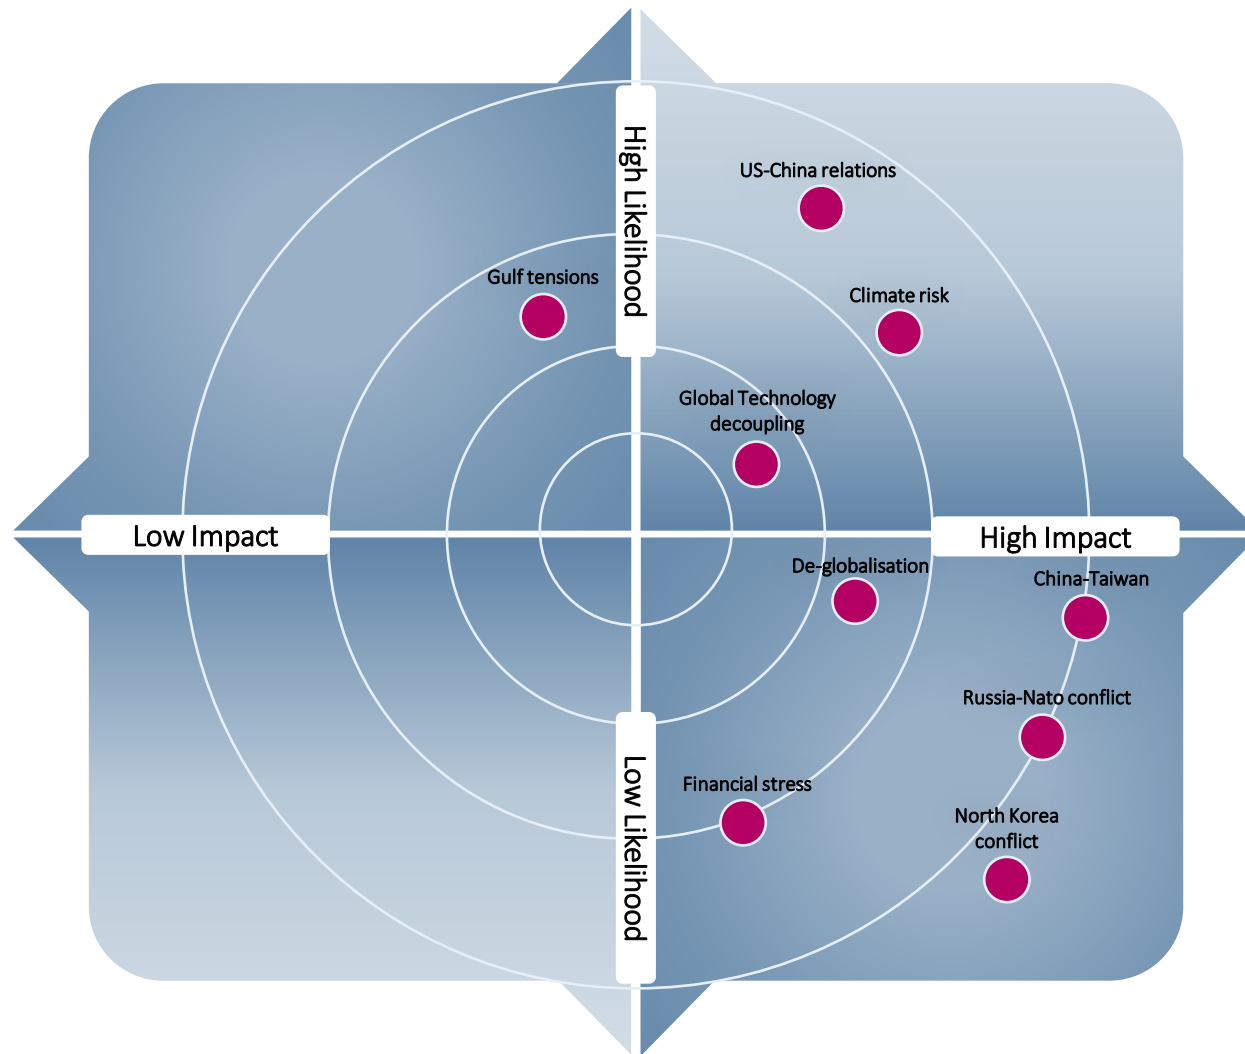 High Likelihood
US-China relations
Gulf tensions
Climate risk
Global Technology
decoupling
Low Impact
High Impact
De-globalisation
China-Taiwan
Russia-Nato conflict
Low Likelihood
Financial stress
North Korea
conflict